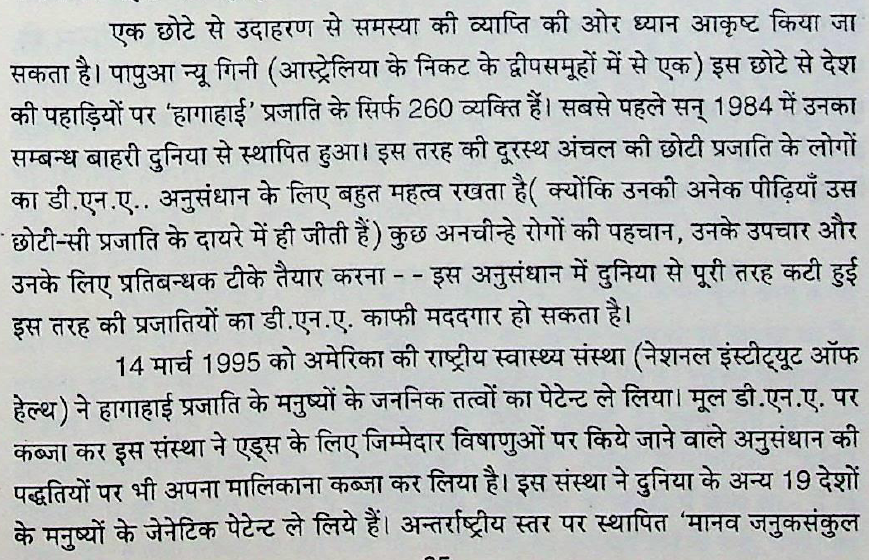 एक छोटे से उदाहरण से समस्या की व्याप्ति की ओर ध्यान आकृष्ट किया जा
सकता है। पापुआ न्यू गिनी (आस्ट्रेलिया के निकट के द्वीपसमूहों में से एक) इस छोटे से देश
की पहाड़ियों पर 'हागाहाई' प्रजाति के सिर्फ 260 व्यक्ति हैं। सबसे पहले सन् 1984 में उनका
सम्बन्ध बाहरी दुनिया से स्थापित हुआ। इस तरह की दूरस्थ अंचल की छोटी प्रजाति के लोगों
का डी.एन.ए.. अनुसंधान के लिए बहुत महत्व रखता है( क्योंकि उनकी अनेक पीढ़ियाँ उस
छोटी-सी प्रजाति के दायरे में ही जीती हैं) कुछ अनचीन्हे रोगों की पहचान, उनके उपचार और
उनके लिए प्रतिबन्धक टीके तैयार करना - - इस अनुसंधान में दुनिया से पूरी तरह कटी हुई
इस तरह की प्रजातियों का डी.एन.ए. काफी मददगार हो सकता है।
14 मार्च 1995 को अमेरिका की राष्ट्रीय स्वास्थ्य संस्था (नेशनल इंस्टीट्यूट ऑफ
हेल्थ) ने हागाहाई प्रजाति के मनुष्यों के जननिक तत्वों का पेटेन्ट ले लिया। मूल डी.एन.ए. पर
कब्जा कर इस संस्था ने एड्स के लिए जिम्मेदार विषाणुओं पर किये जाने वाले अनुसंधान की
पद्धतियों पर भी अपना मालिकाना कब्जा कर लिया है। इस संस्था ने दुनिया के अन्य 19 देशों
के मनुष्यों के जेनेटिक पेटेन्ट ले लिये हैं। अन्तर्राष्ट्रीय स्तर पर स्थापित 'मानव जनुकसंकुल